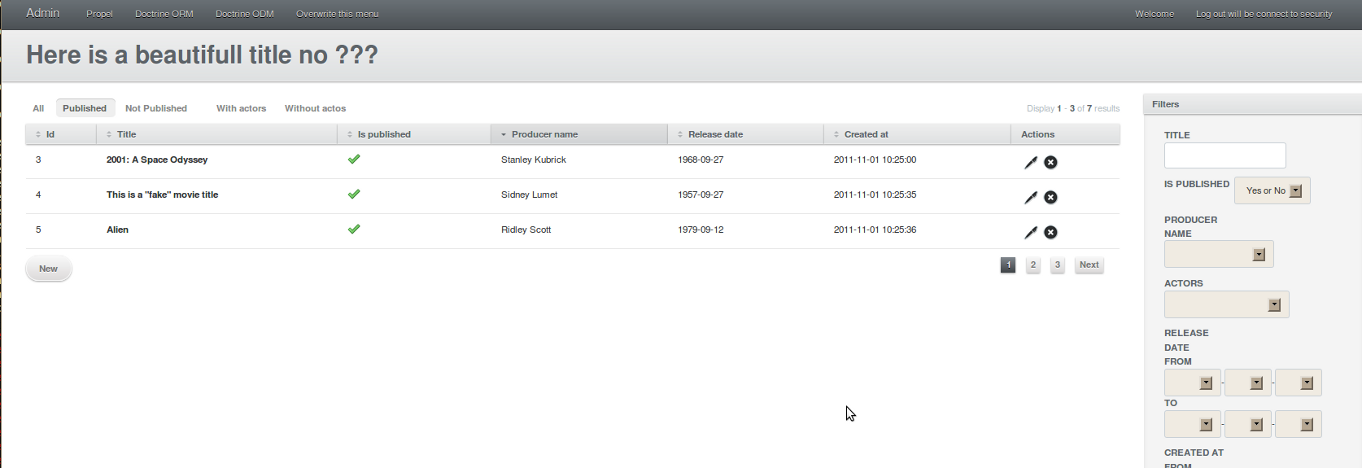 Admin Propel Doctrine ORM Doctrine ODM Overwrite this menu Welcome Log out will be connect to security
Here is a beautifull title no ???
All Published Not Published With actors Without actos Display 1 - 3 of 7 results
Id Title Is published Producer name Release date Created at Actions
3 2001: A Space Odyssey Stanley Kubrick 1968-09-27 2011-11-01 10:25:00
4 This is a "fake" movie title Sidney Lumet 1957-09-27 2011-11-01 10:25:35
5 Alien Ridley Scott 1979-09-12 2011-11-01 10:25:36
New 1 2 3 Next
Filters
TITLE
IS PUBLISHED Yes or No
PRODUCER
NAME
ACTORS
RELEASE
DATE
FROM
- -
TO
- -
CREATED AT
FROM